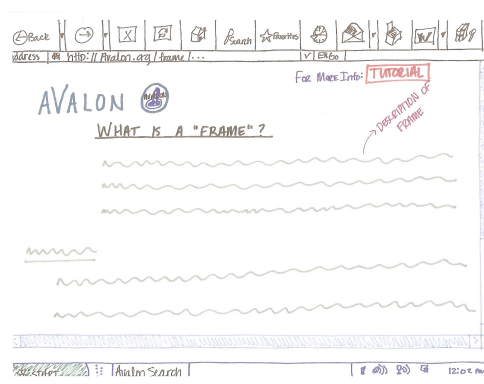 Back Search Favorites W
Address http://Avalon.org/frame/... Go
For More Info: TUTORIAL
AVALON
WHAT IS A "FRAME"?
DESCRIPTION OF
FRAME
START Avalon Search 12:02 PM